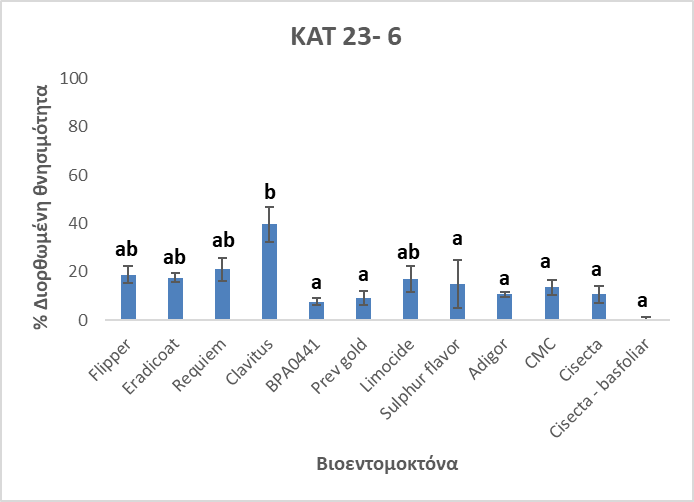 ΚΑΤ 23- 6
% Διορθωμένη θνησιμότητα
100
80
60
40
20
0
ab
ab
ab
b
a
a
ab
a
a
a
a
a
Flipper
Eradicoat
Requiem
Clavitus
BPA0441
Prev gold
Limocide
Sulphur flavor
Adigor
CMC
Cisecta
Cisecta - basfoliar
Βιοεντομοκτόνα